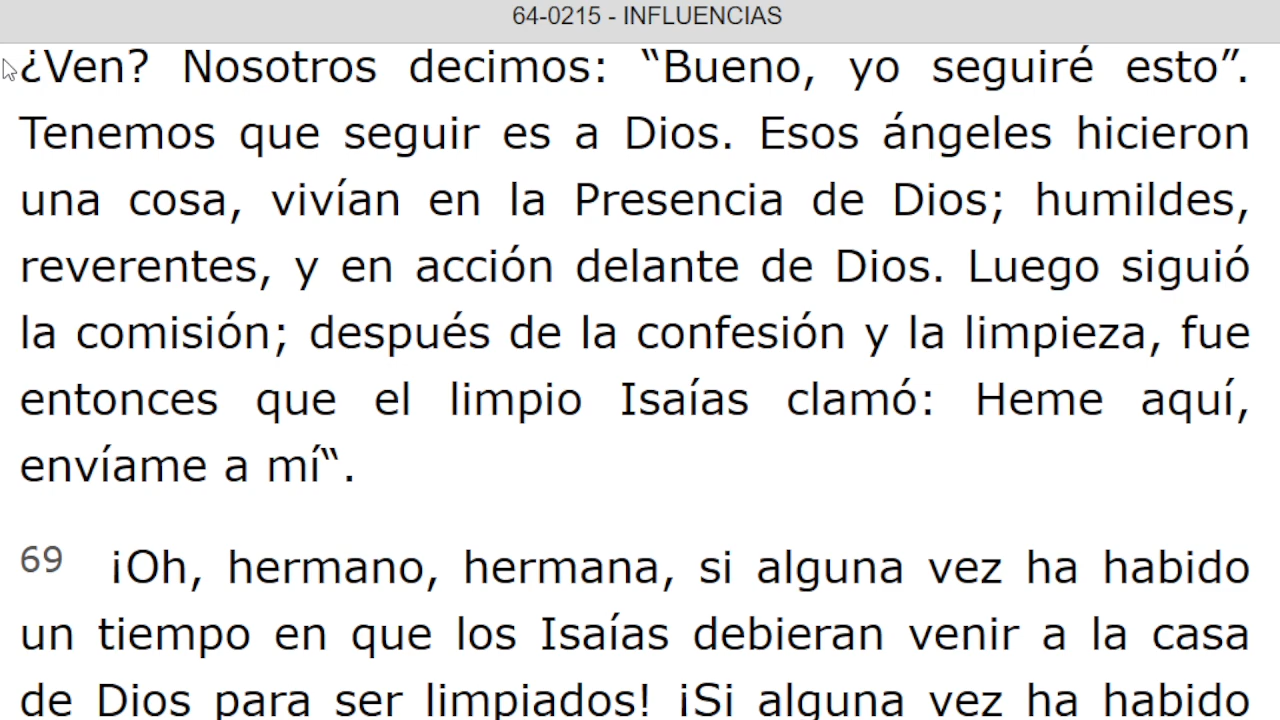 64-0215 - INFLUENCIAS
¿Ven? Nosotros decimos: “Bueno, yo seguiré esto”.
Tenemos que seguir es a Dios. Esos ángeles hicieron
una cosa, vivían en la Presencia de Dios; humildes,
reverentes, y en acción delante de Dios. Luego siguió
la comisión; después de la confesión y la limpieza, fue
entonces que el limpio Isaías clamó: Heme aquí,
envíame a mí“.
69 ¡Oh, hermano, hermana, si alguna vez ha habido
un tiempo en que los Isaías debieran venir a la casa
de Dios para ser limpiados! ¡Si alguna vez ha habido